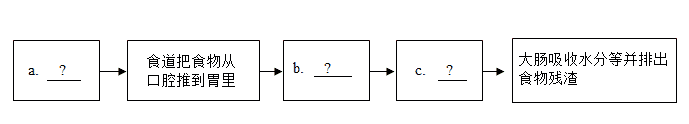 a. ?
食道把食物从
口腔推到胃里
b. ?
c. ?
大肠吸收水分等并排出
食物残渣